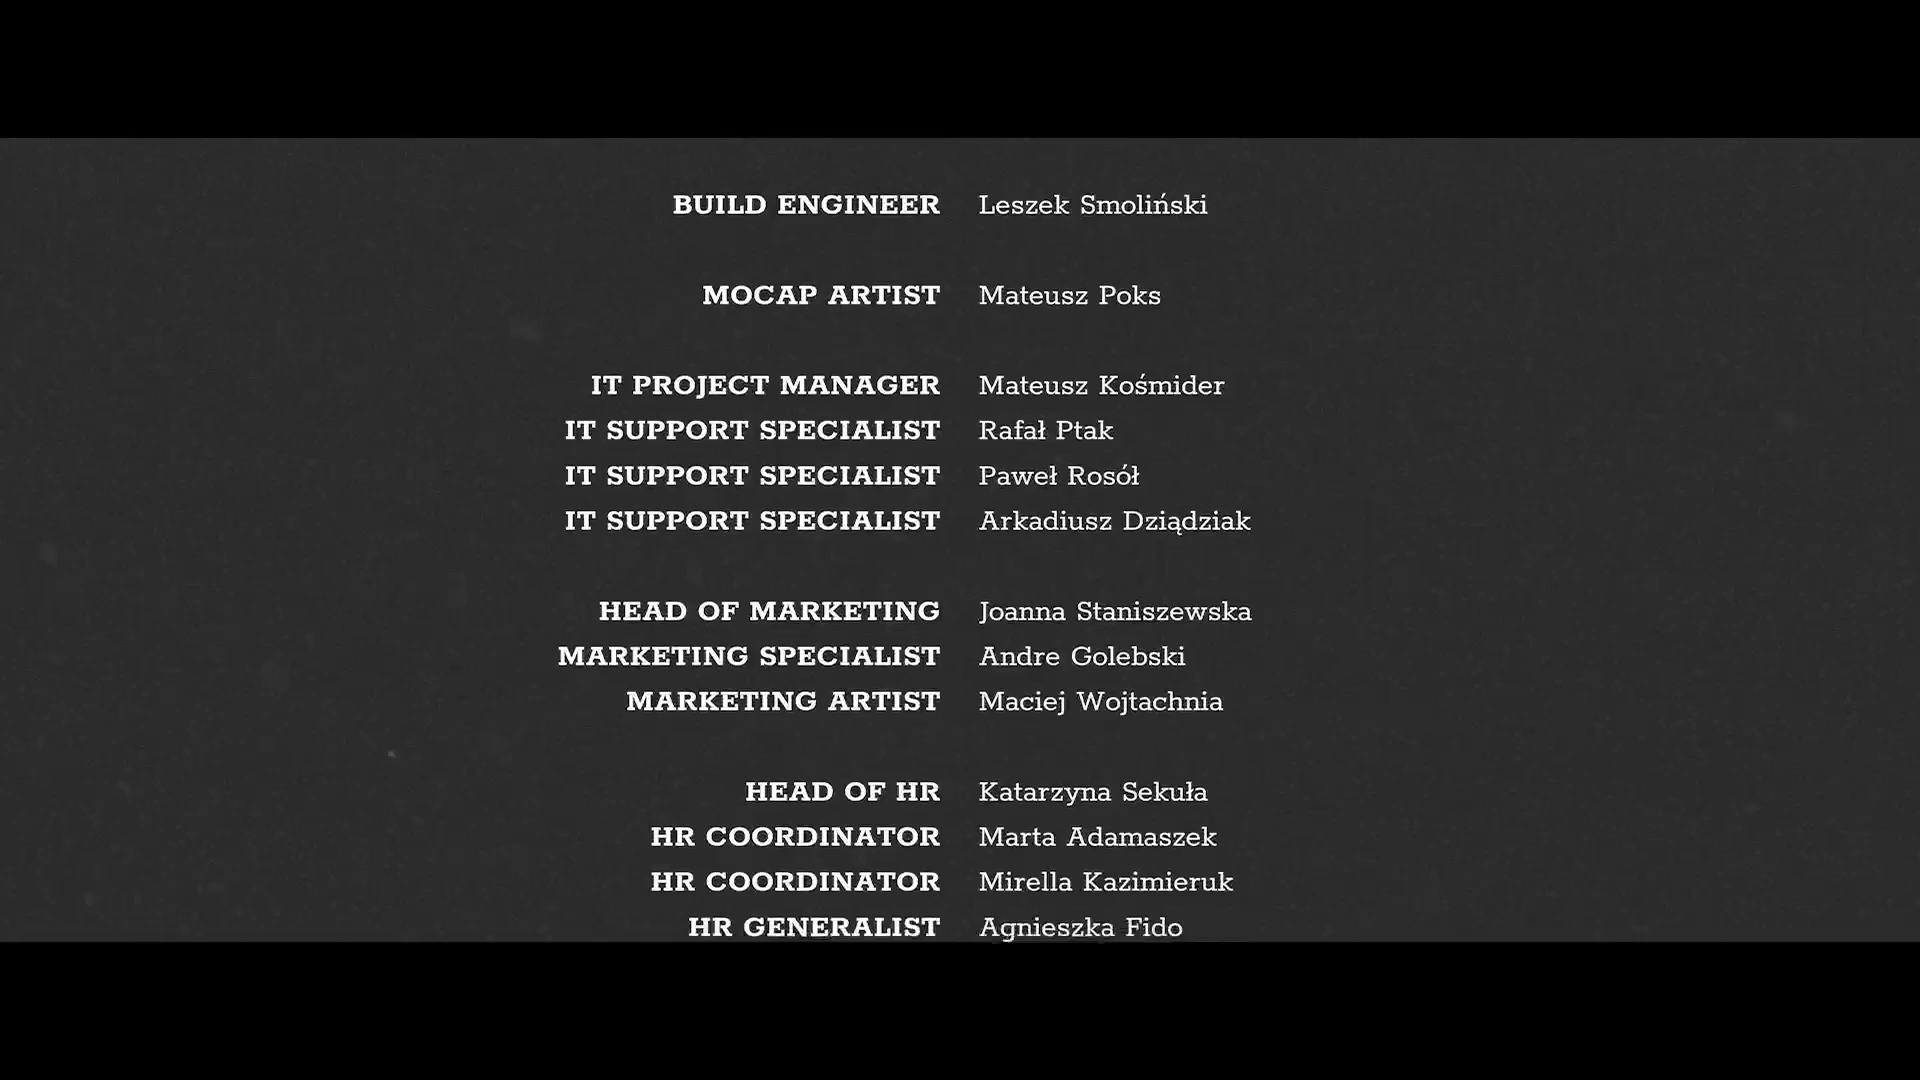 BUILD ENGINEER Leszek Smoliński
MOCAP ARTIST Mateusz Poks
IT PROJECT MANAGER Mateusz Kośmider
IT SUPPORT SPECIALIST Rafał Ptak
IT SUPPORT SPECIALIST Paweł Rosół
IT SUPPORT SPECIALIST Arkadiusz Dziądziak
HEAD OF MARKETING Joanna Staniszewska
MARKETING SPECIALIST Andre Golebski
MARKETING ARTIST Maciej Wojtachnia
HEAD OF HR Katarzyna Sekuła
HR COORDINATOR Marta Adamaszek
HR COORDINATOR Mirella Kazimieruk
HR GENERALIST Agnieszka Fido